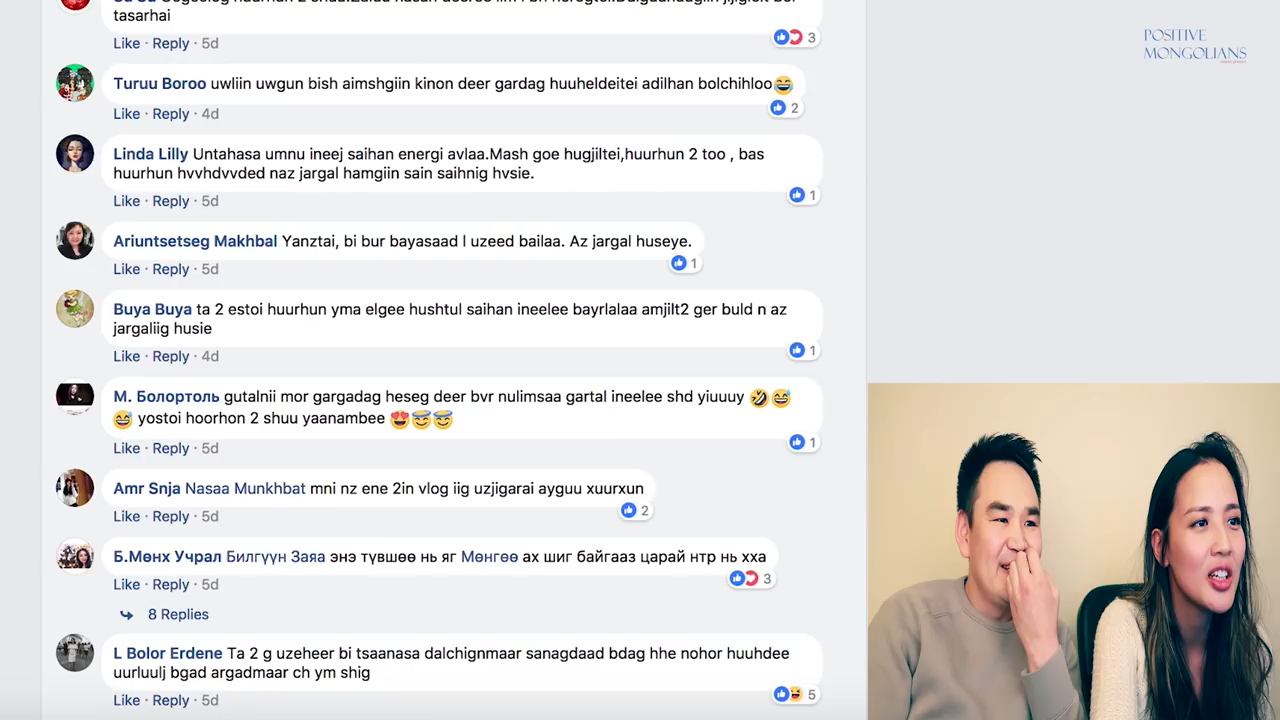 tasarhai
Like · Reply · 5d
3
POSITIVE
MONGOLIANS
Turuu Boroo uwliin uwgun bish aimshgiin kinon deer gardag huuheldeitei adilhan bolchihloo😂
2
Like · Reply · 4d
Linda Lilly Untahasa umnu ineej saihan energi avlaa.Mash goe hugjiltei,huurhun 2 too , bas
huurhun hvvhdvvded naz jargal hamgiin sain saihnig hvsie.
1
Like · Reply · 5d
Ariuntsetseg Makhbal Yanztai, bi bur bayasaad l uzeed bailaa. Az jargal huseye.
1
Like · Reply · 5d
Buya Buya ta 2 estoi huurhun yma elgee hushtul saihan ineelee bayrlalaa amjilt2 ger buld n az
jargaliig husie
1
Like · Reply · 4d
М. Болортоль gutalnii mor gargadag heseg deer bvr nulimsaa gartal ineelee shd yiuuuy 🤣😅
😅 yostoi hoorhon 2 shuu yaanambee 😍😇😇
1
Like · Reply · 5d
Amr Snja Nasaa Munkhbat mni nz ene 2in vlog iig uzjigarai ayguu xuurxun
2
Like · Reply · 5d
Б.Мөнх Учрал Билгүүн Заяа энэ түвшөө нь яг Мөнгөө ах шиг байгааз царай нтр нь хха
3
Like · Reply · 5d
8 Replies
L Bolor Erdene Ta 2 g uzeheer bi tsaanasa dalchignmaar sanagdaad bdag hhe nohor huuhdee
uurluulj bgad argadmaar ch ym shig
5
Like · Reply · 5d